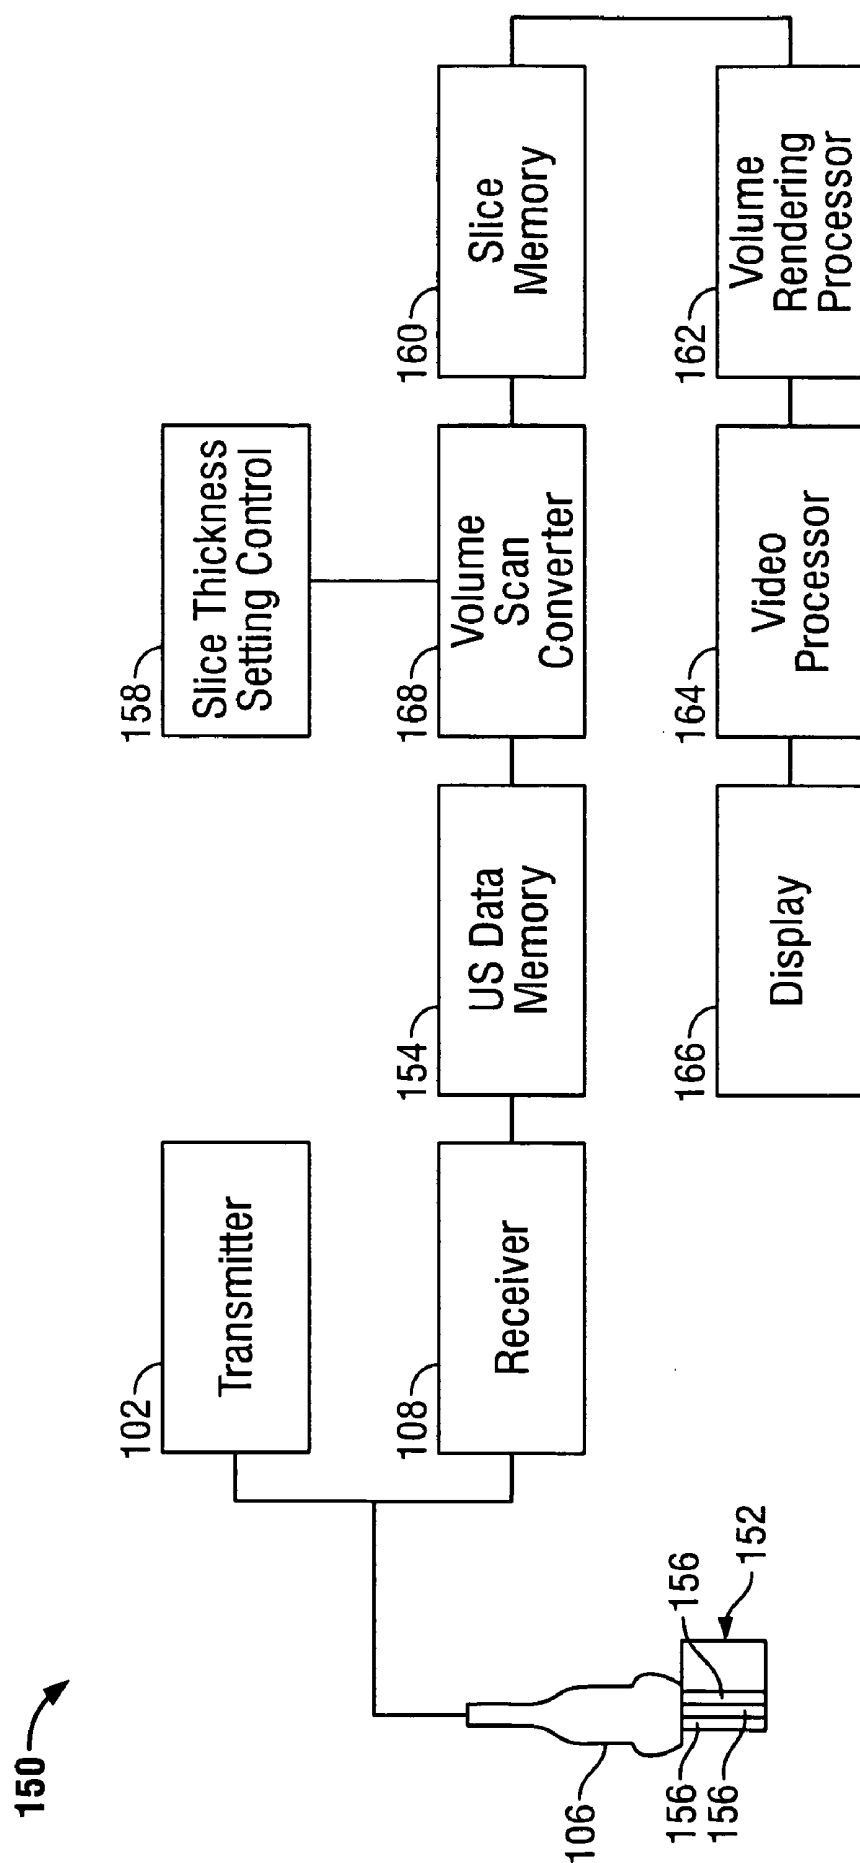 150
102
Transmitter
158
Slice Thickness
Setting Control
108
Receiver
154
US Data
Memory
168
Volume
Scan
Converter
160
Slice
Memory
106
156
156
156
152
166
Display
164
Video
Processor
162
Volume
Rendering
Processor